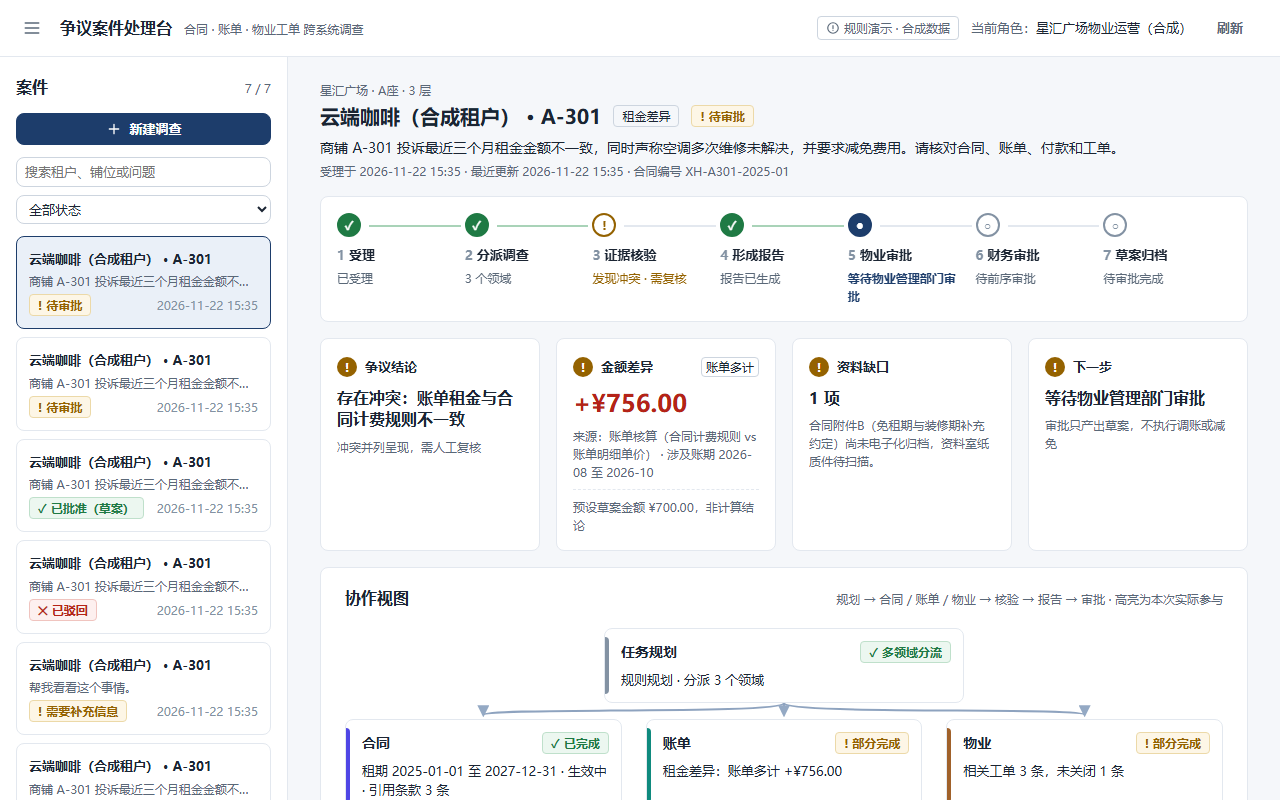 争议案件处理台 合同 · 账单 · 物业工单 跨系统调查
规则演示 · 合成数据 当前角色：星汇广场物业运营（合成） 刷新
案件 7 / 7
＋ 新建调查
搜索租户、铺位或问题
全部状态
云端咖啡（合成租户） • A-301
商铺 A-301 投诉最近三个月租金金额不...
! 待审批 2026-11-22 15:35
云端咖啡（合成租户） • A-301
商铺 A-301 投诉最近三个月租金金额不...
! 待审批 2026-11-22 15:35
云端咖啡（合成租户） • A-301
商铺 A-301 投诉最近三个月租金金额不...
✓ 已批准（草案） 2026-11-22 15:35
云端咖啡（合成租户） • A-301
商铺 A-301 投诉最近三个月租金金额不...
✕ 已驳回 2026-11-22 15:35
云端咖啡（合成租户） • A-301
帮我看看这个事情。
! 需要补充信息 2026-11-22 15:35
云端咖啡（合成租户） • A-301
商铺 A-301 投诉最近三个月租金金额不...
星汇广场 · A座 · 3 层
云端咖啡（合成租户） • A-301 租金差异 ! 待审批
商铺 A-301 投诉最近三个月租金金额不一致，同时声称空调多次维修未解决，并要求减免费用。请核对合同、账单、付款和工单。
受理于 2026-11-22 15:35 · 最近更新 2026-11-22 15:35 · 合同编号 XH-A301-2025-01
1 受理
已受理
2 分派调查
3 个领域
3 证据核验
发现冲突 · 需复核
4 形成报告
报告已生成
5 物业审批
等待物业管理部门审
批
6 财务审批
待前序审批
7 草案归档
待审批完成
! 争议结论
存在冲突：账单租金与合
同计费规则不一致
冲突并列呈现，需人工复核
! 金额差异 账单多计
+¥756.00
来源：账单核算（合同计费规则 vs
账单明细单价） · 涉及账期 2026-
08 至 2026-10
预设草案金额 ¥700.00，非计算结
论
! 资料缺口
1 项
合同附件B（免租期与装修期补充
约定）尚未电子化归档，资料室纸
质件待扫描。
! 下一步
等待物业管理部门审批
审批只产出草案，不执行调账或减
免
协作视图 规划 → 合同 / 账单 / 物业 → 核验 → 报告 → 审批 · 高亮为本次实际参与
任务规划 ✓ 多领域分流
规则规划 · 分派 3 个领域
合同 ✓ 已完成
租期 2025-01-01 至 2027-12-31 · 生效中
· 引用条款 3 条
账单 ! 部分完成
租金差异：账单多计 +¥756.00
物业 ! 部分完成
相关工单 3 条，未关闭 1 条